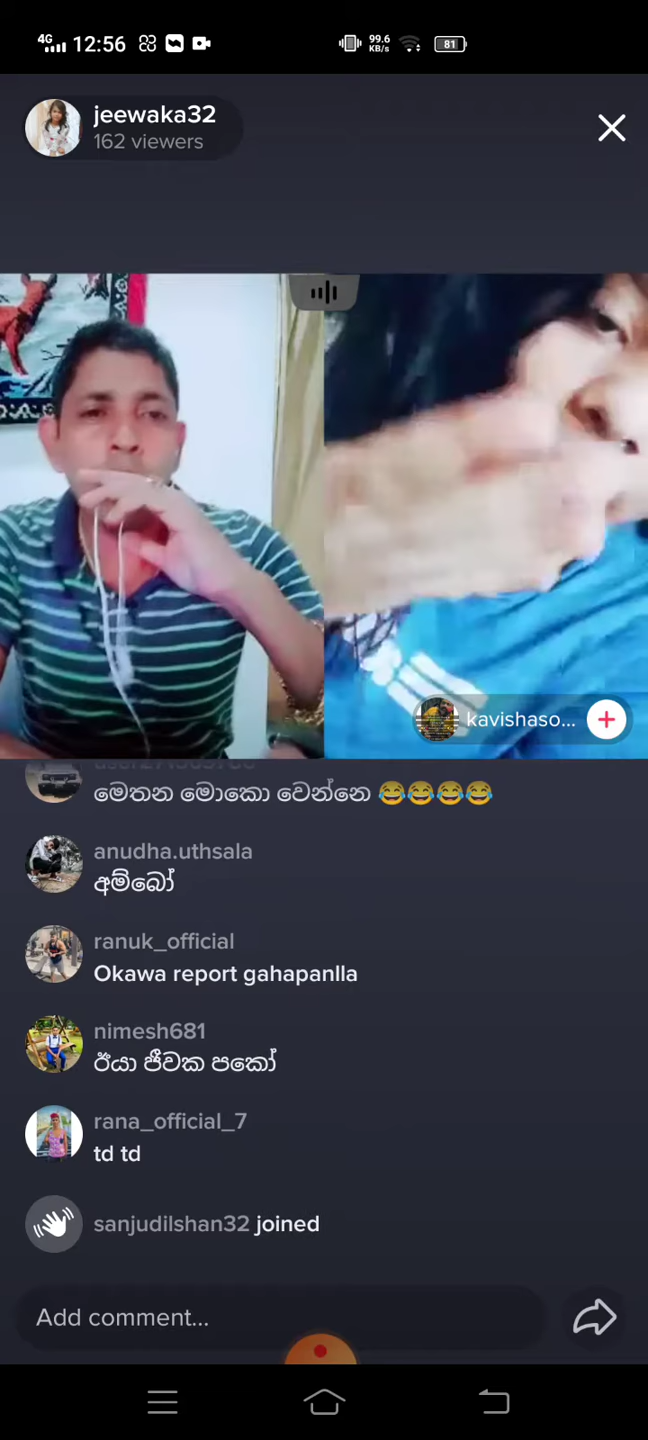 4G 12:56 99.6 KB/s 81
jeewaka32
162 viewers
kavishaso...
මෙතන මොකො වෙන්නෙ 😂😂😂😂
anudha.uthsala
අම්බෝ
ranuk_official
Okawa report gahapanlla
nimesh681
ඊයා ජීවක පකෝ
rana_official_7
td td
sanjudilshan32 joined
Add comment...